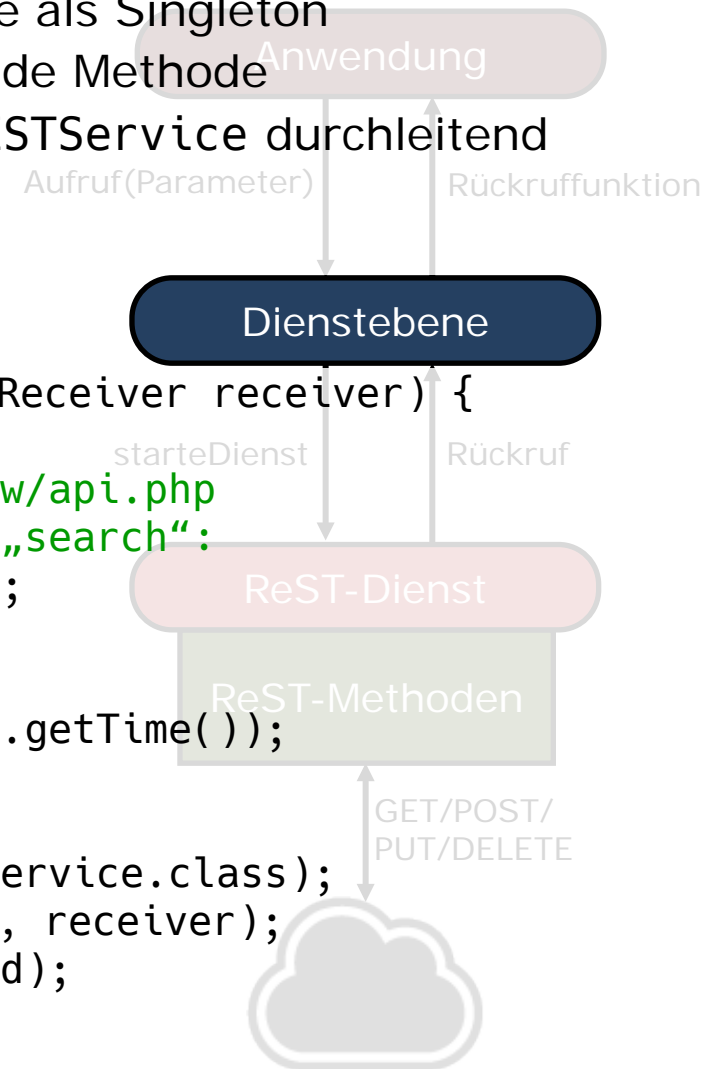 e als Singleton
Anwendung
de Methode
STService durchleitend
Aufruf(Parameter)
Rückruffunktion
Dienstebene
Receiver receiver) {
starteDienst
Rückruf
w/api.php
„search“:
;
ReST-Dienst
ReST-Methoden
.getTime());
GET/POST/
PUT/DELETE
ervice.class);
, receiver);
d);